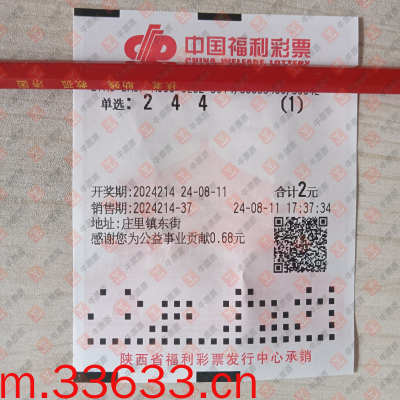 中国福利彩票
CHINA WELFARE LOTTERY
单选: 2 4 4 (1)
开奖期:2024214 24-08-11 合计2元
销售期:2024214-37 24-08-11 17:37:34
地址:庄里镇东街
感谢您为公益事业贡献0.68元
陕西省福利彩票发行中心承销
m.33633.cn